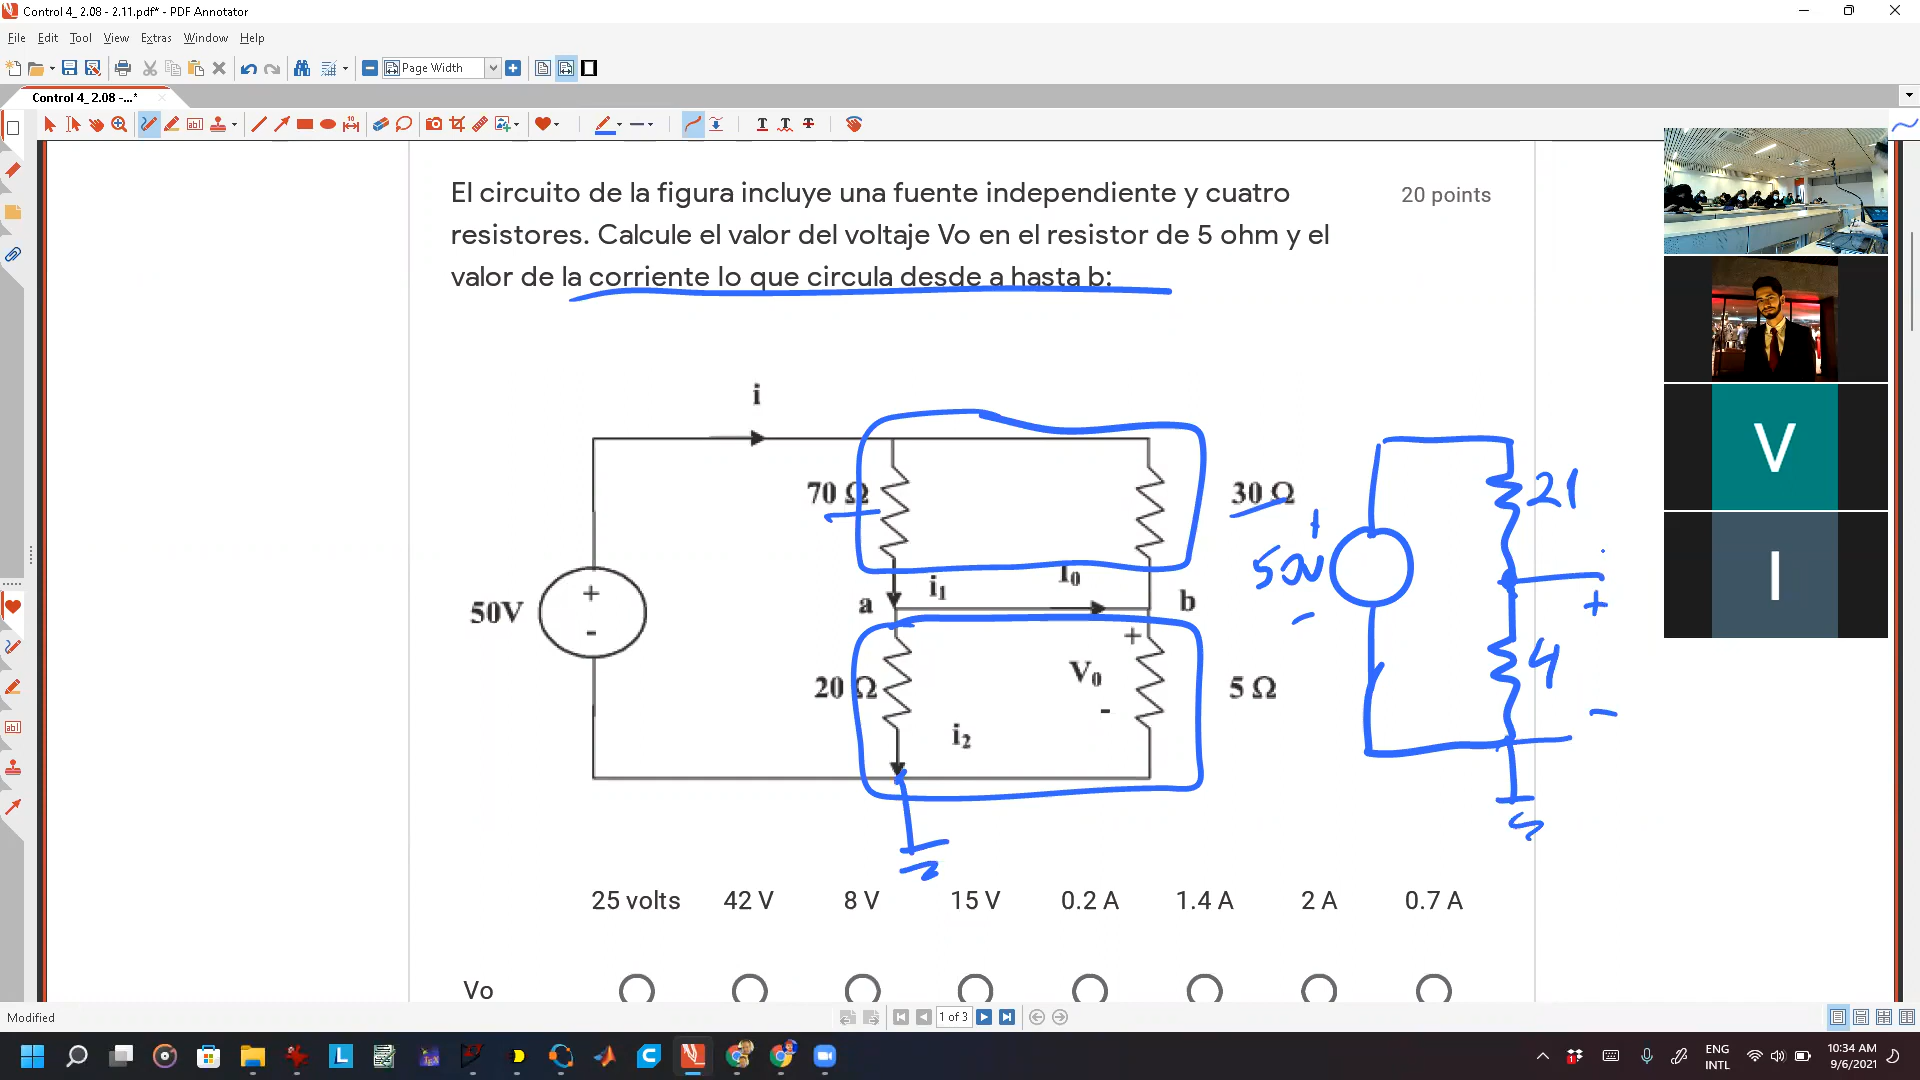 Control 4_ 2.08 - 2.11.pdf* - PDF Annotator
File Edit Tool View Extras Window Help
Page Width
Control 4_ 2.08 -...*
El circuito de la figura incluye una fuente independiente y cuatro
resistores. Calcule el valor del voltaje Vo en el resistor de 5 ohm y el
valor de la corriente Io que circula desde a hasta b:
20 points
i
70 Ω
30 Ω
21
+
50V
-
i₁
I₀
a
b
50V
+
-
+
20 Ω
V₀
-
5 Ω
i₂
+
4
-
25 volts 42 V 8 V 15 V 0.2 A 1.4 A 2 A 0.7 A
Vo
V
I
Modified
1 of 3
ENG
INTL
10:34 AM
9/6/2021